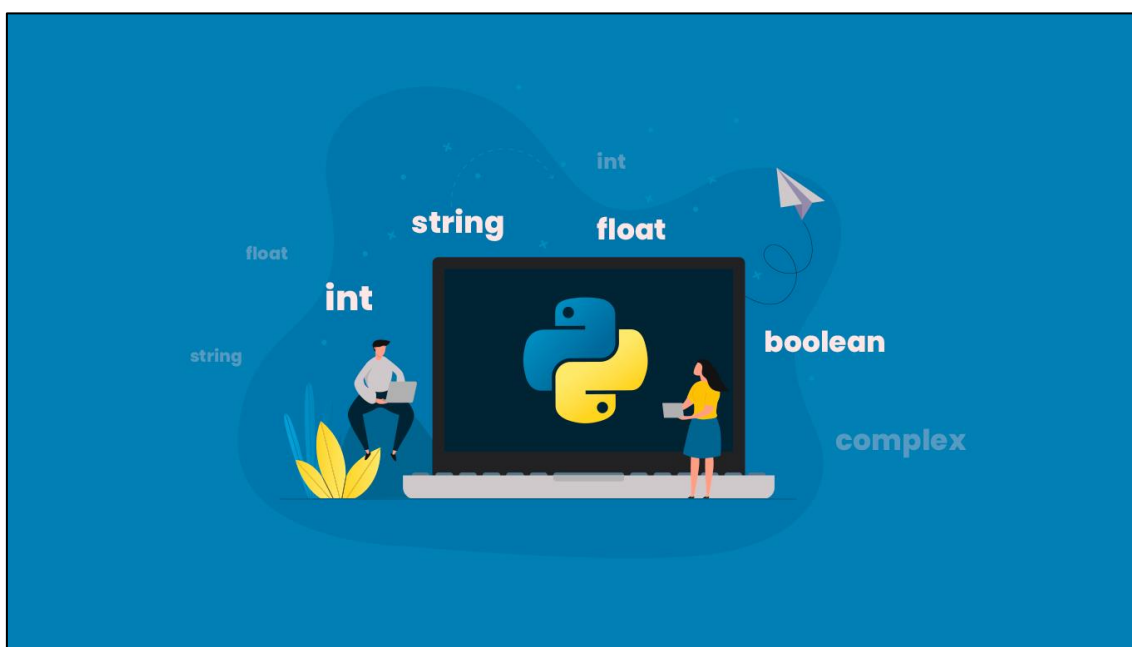 int
string
float
float
int
boolean
string
complex